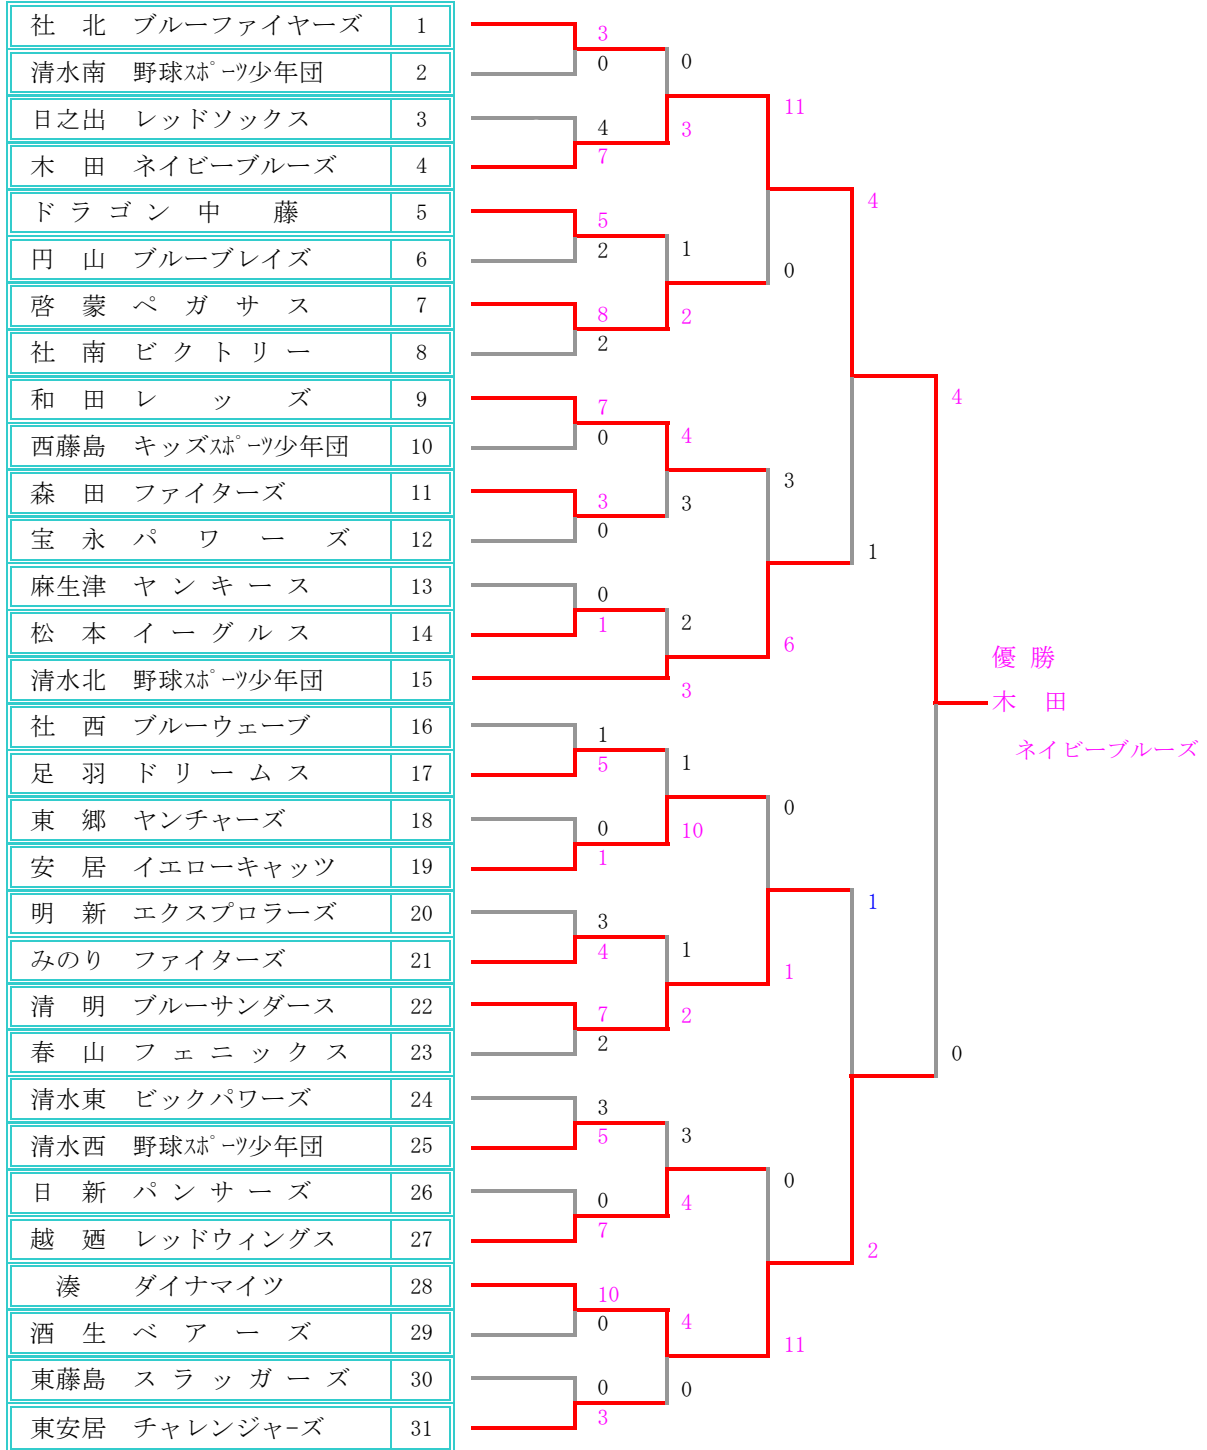 社 北 ブルーファイヤーズ 1
清水南 野球ｽﾎﾟｰﾂ少年団 2
日之出 レッドソックス 3
木 田 ネイビーブルーズ 4
ドラゴン中 藤 5
円 山 ブルーブレイズ 6
啓 蒙 ペガサス 7
社 南 ビクトリー 8
和 田 レッズ 9
西藤島 キッズｽﾎﾟｰﾂ少年団 10
森 田 ファイターズ 11
宝 永 パワーズ 12
麻生津 ヤンキース 13
松 本 イーグルス 14
清水北 野球ｽﾎﾟｰﾂ少年団 15
社 西 ブルーウェーブ 16
足 羽 ドリームス 17
東 郷 ヤンチャーズ 18
安 居 イエローキャッツ 19
明 新 エクスプロラーズ 20
みのり ファイターズ 21
清 明 ブルーサンダース 22
春 山 フェニックス 23
清水東 ビックパワーズ 24
清水西 野球ｽﾎﾟｰﾂ少年団 25
日 新 パンサーズ 26
越 廼 レッドウィングス 27
湊 ダイナマイツ 28
酒 生 ベアーズ 29
東藤島 スラッガーズ 30
東安居 チャレンジャーズ 31
3
0
4
7
5
2
8
2
7
0
3
0
0
1
1
5
0
1
3
4
7
2
3
5
0
7
10
0
0
3
0
3
1
2
4
3
2
3
1
10
1
2
3
4
4
0
11
0
3
6
0
1
0
11
4
1
1
2
4
0
優 勝
木 田
ネイビーブルーズ